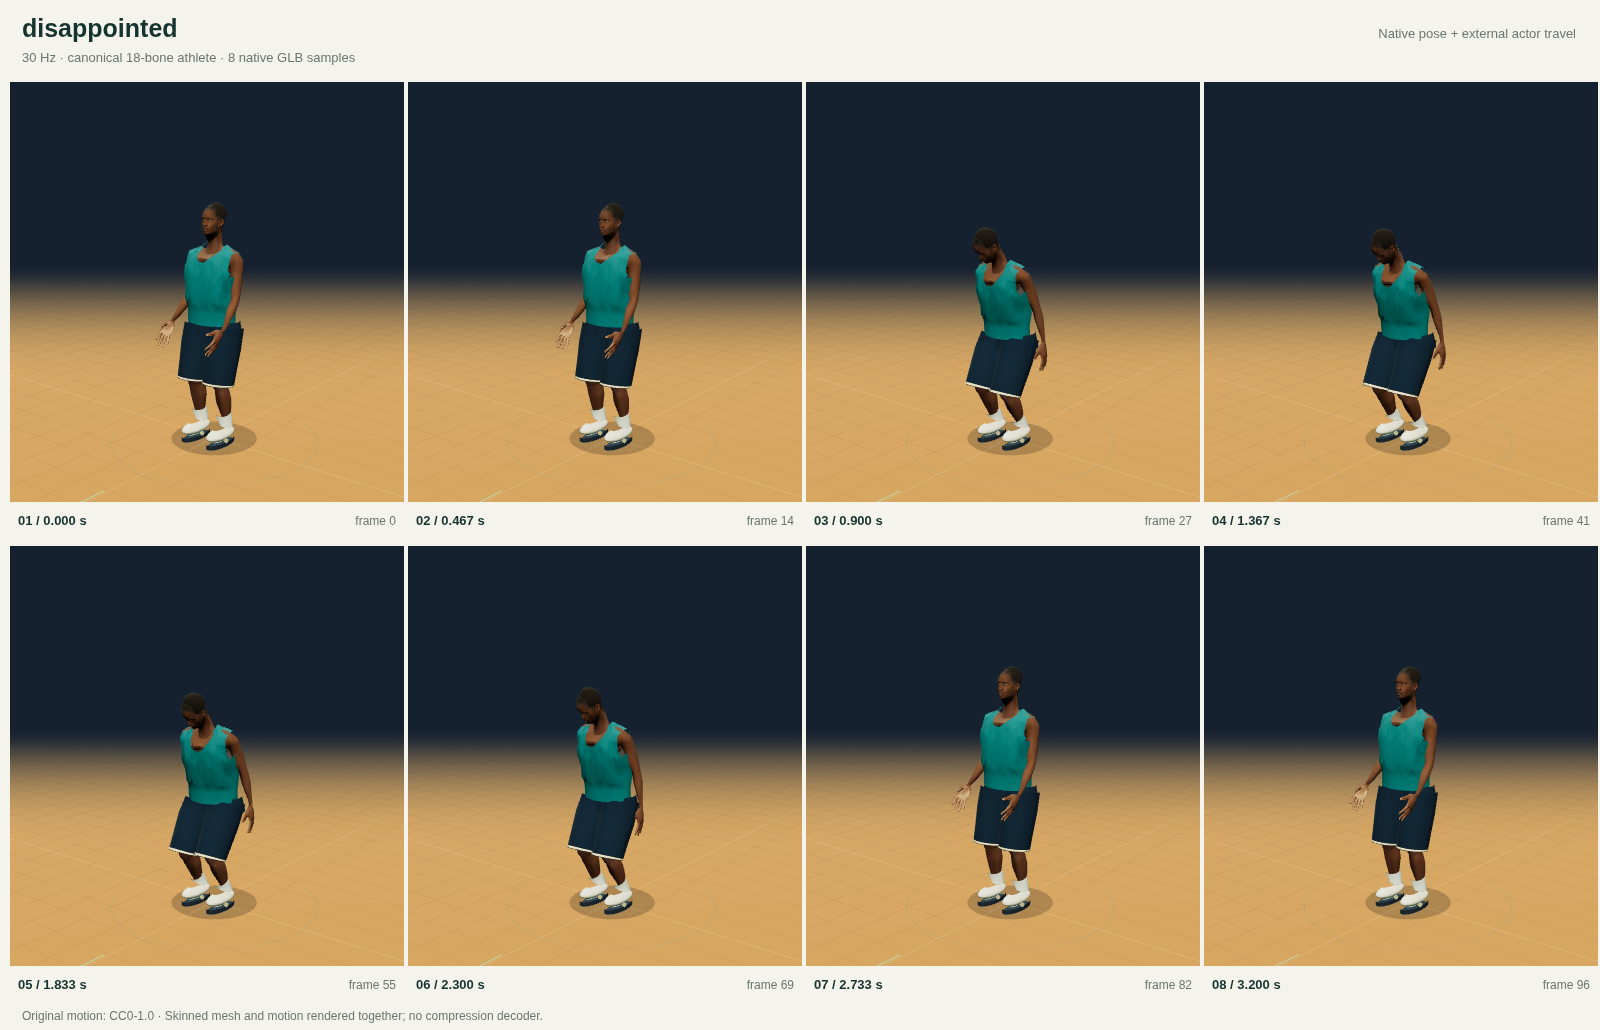 disappointed
Native pose + external actor travel
30 Hz · canonical 18-bone athlete · 8 native GLB samples
01 / 0.000 s frame 0
02 / 0.467 s frame 14
03 / 0.900 s frame 27
04 / 1.367 s frame 41
05 / 1.833 s frame 55
06 / 2.300 s frame 69
07 / 2.733 s frame 82
08 / 3.200 s frame 96
Original motion: CC0-1.0 · Skinned mesh and motion rendered together; no compression decoder.